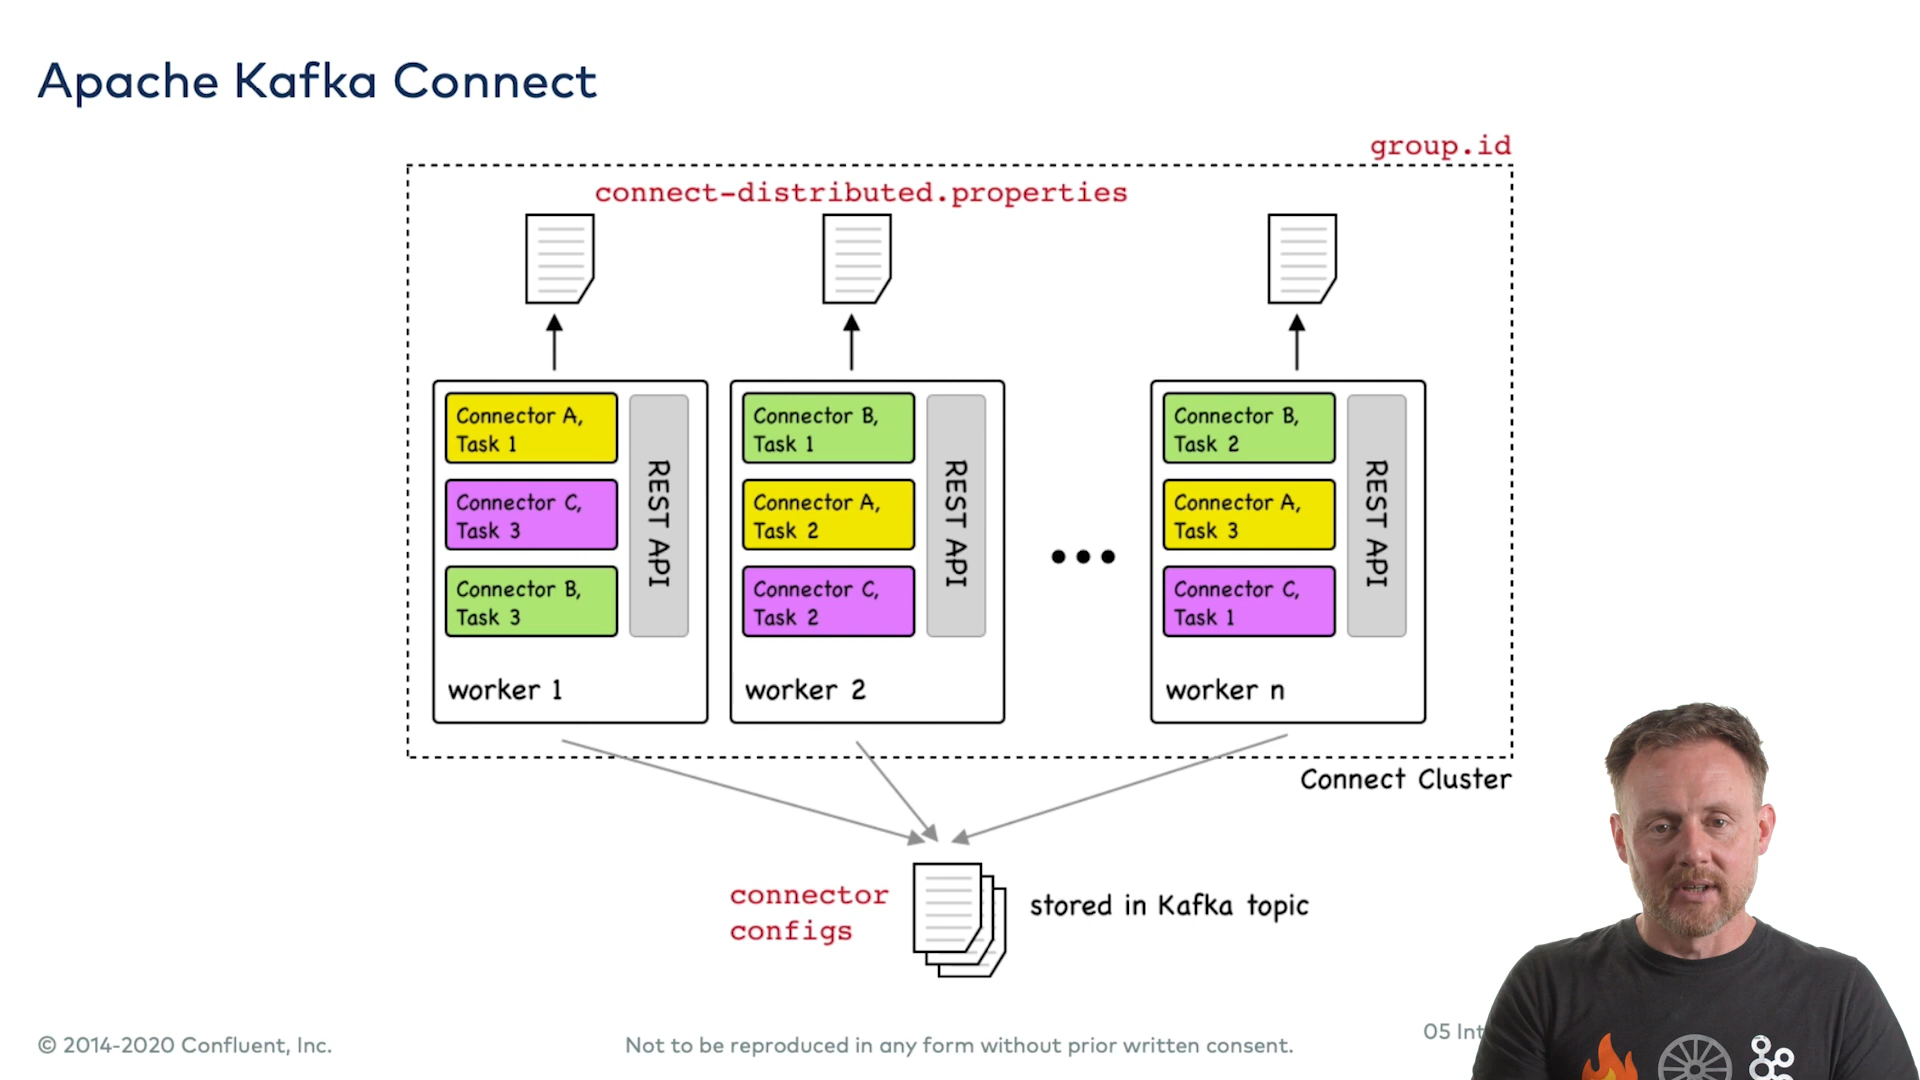 Apache Kafka Connect
group.id
connect-distributed.properties
Connector A,
Task 1
Connector C,
Task 3
Connector B,
Task 3
REST API
worker 1
Connector B,
Task 1
Connector A,
Task 2
Connector C,
Task 2
REST API
worker 2
Connector B,
Task 2
Connector A,
Task 3
Connector C,
Task 1
REST API
worker n
Connect Cluster
connector
configs
stored in Kafka topic
© 2014-2020 Confluent, Inc.
Not to be reproduced in any form without prior written consent.
05